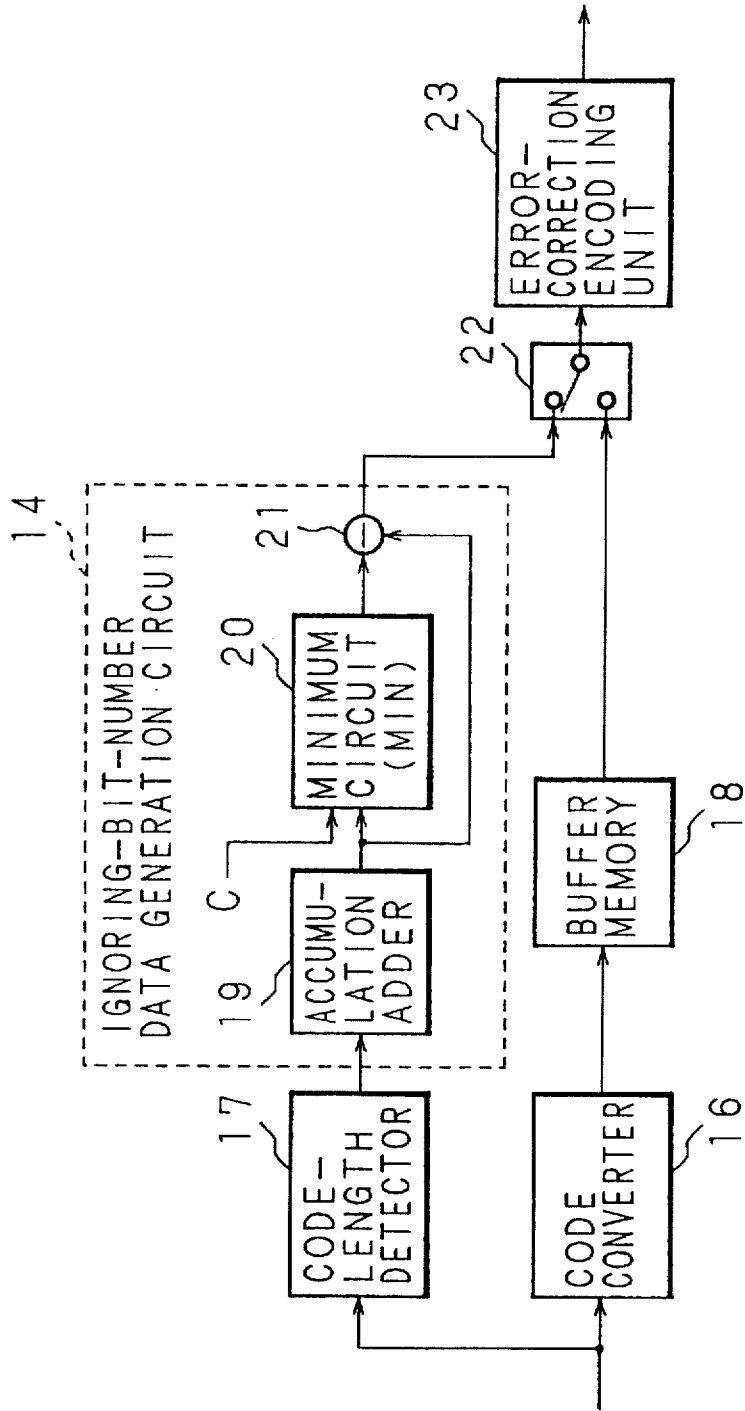 14
IGNORING-BIT-NUMBER
DATA GENERATION CIRCUIT
17
CODE-
LENGTH
DETECTOR
19
ACCUMU-
LATION
ADDER
C
20
MINIMUM
CIRCUIT
(MIN)
21
22
23
ERROR-
CORRECTION
ENCODING
UNIT
CODE
CONVERTER
16
BUFFER
MEMORY
18